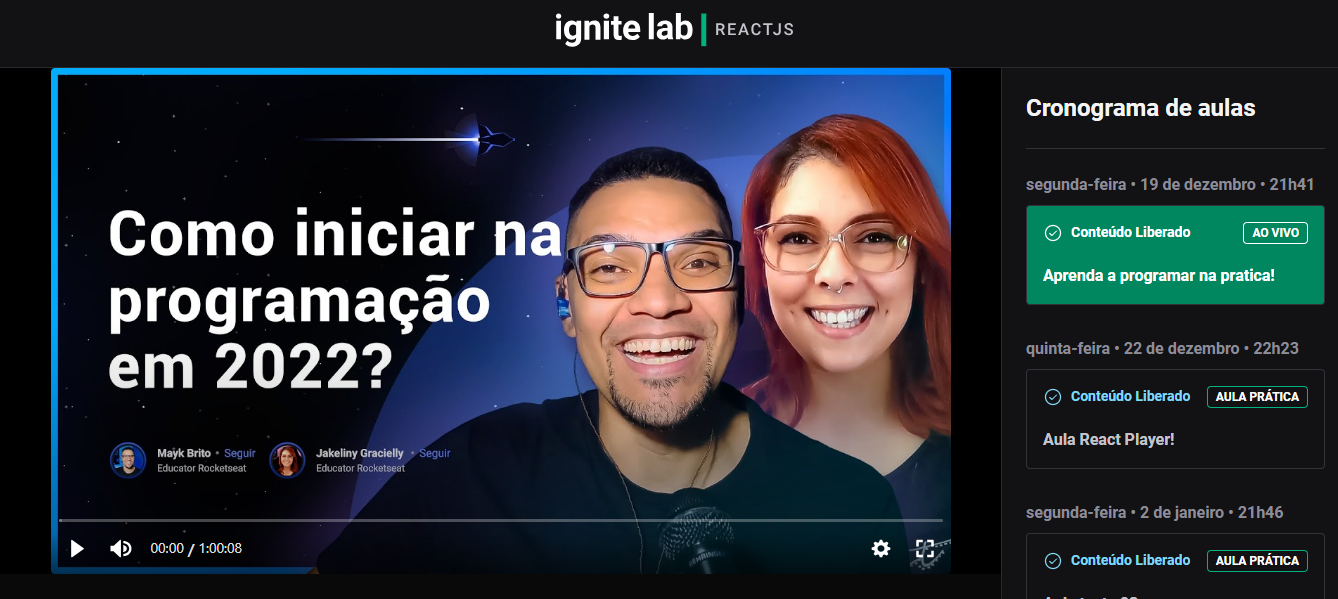 ignite lab | REACTJS
Como iniciar na
programação
em 2022?
Mayk Brito • Seguir
Educator Rocketseat
Jakeliny Gracielly • Seguir
Educator Rocketseat
00:00 / 1:00:08
Cronograma de aulas
segunda-feira • 19 de dezembro • 21h41
Conteúdo Liberado
AO VIVO
Aprenda a programar na pratica!
quinta-feira • 22 de dezembro • 22h23
Conteúdo Liberado
AULA PRÁTICA
Aula React Player!
segunda-feira • 2 de janeiro • 21h46
Conteúdo Liberado
AULA PRÁTICA